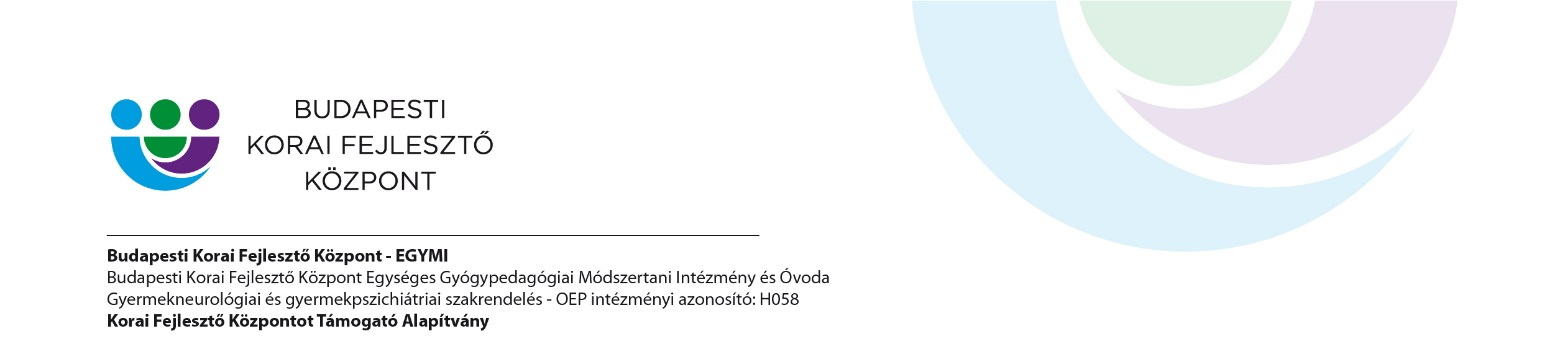 BUDAPESTI
KORAI FEJLESZTŐ
KÖZPONT
Budapesti Korai Fejlesztő Központ - EGYMI
Budapesti Korai Fejlesztő Központ Egységes Gyógypedagógiai Módszertani Intézmény és Óvoda
Gyermekneurológiai és gyermekpszichiátriai szakrendelés - OEP intézményi azonosító: H058
Korai Fejlesztő Központot Támogató Alapítvány